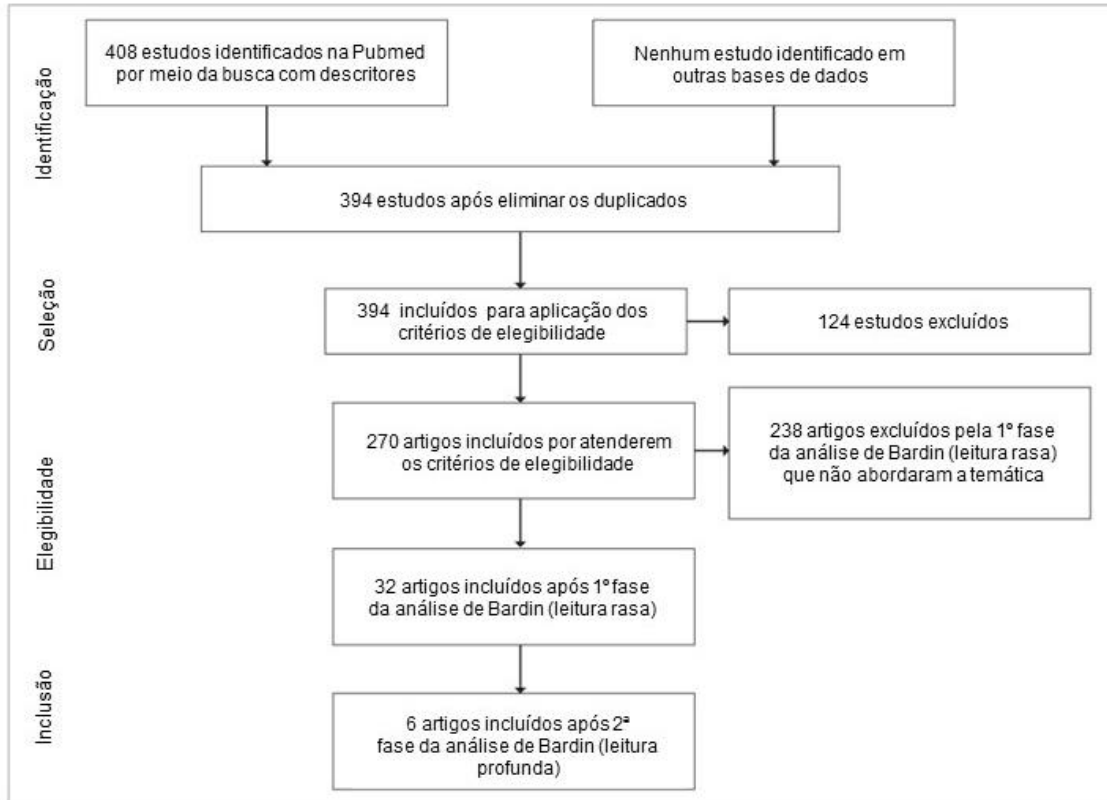 Identificação
408 estudos identificados na Pubmed
por meio da busca com descritores
Nenhum estudo identificado em
outras bases de dados
394 estudos após eliminar os duplicados
Seleção
394 incluídos para aplicação dos
critérios de elegibilidade
124 estudos excluídos
Elegibilidade
270 artigos incluídos por atenderem
os critérios de elegibilidade
238 artigos excluídos pela 1º fase
da análise de Bardin (leitura rasa)
que não abordaram a temática
32 artigos incluídos após 1º fase
da análise de Bardin (leitura rasa)
Inclusão
6 artigos incluídos após 2ª
fase da análise de Bardin (leitura
profunda)